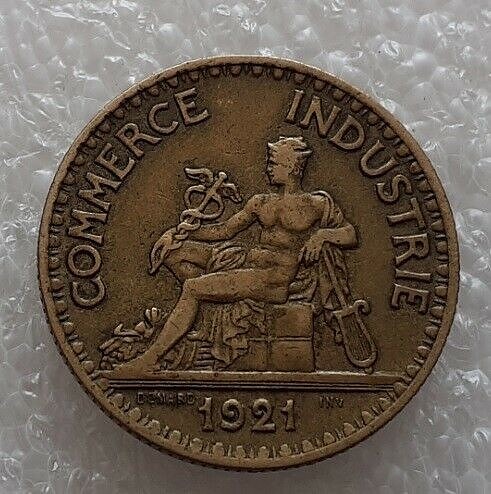 COMMERCE INDUSTRIE
DOMARD 1921 INV